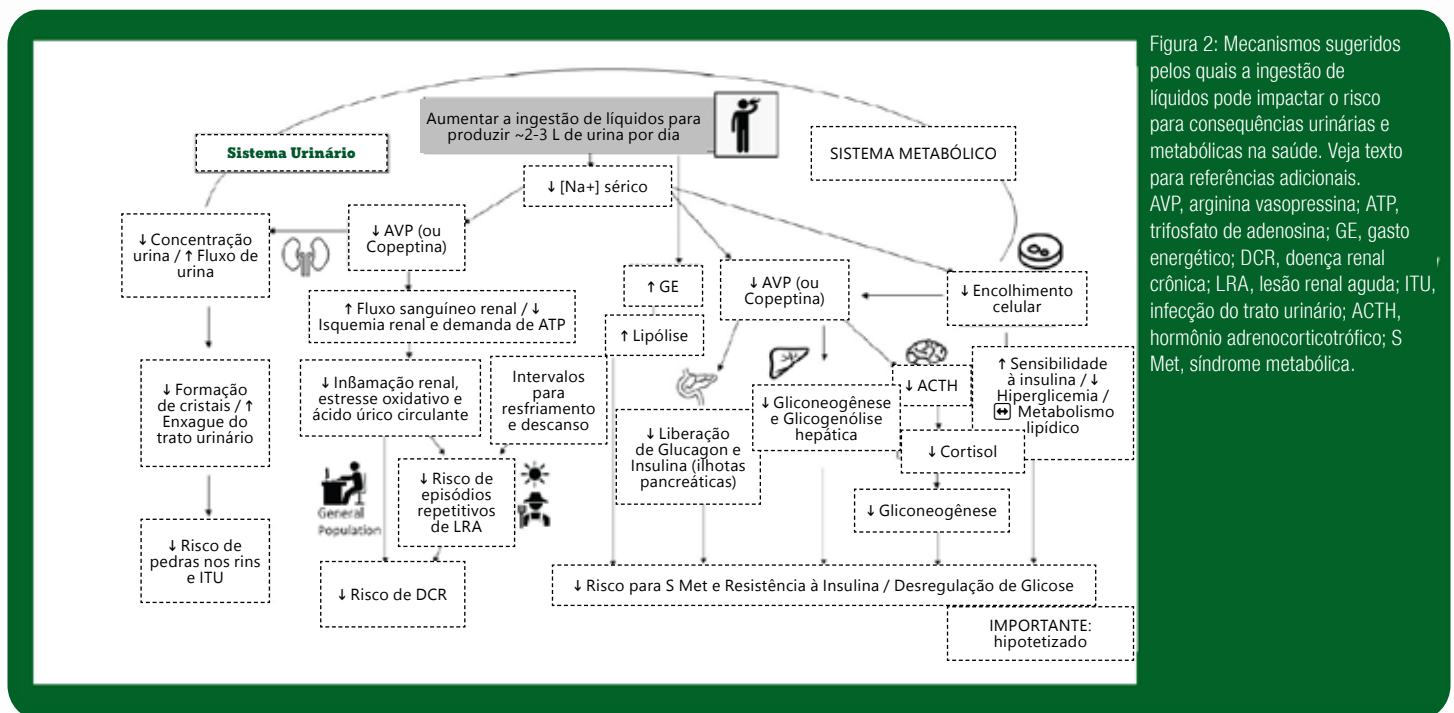 Figura 2: Mecanismos sugeridos
pelos quais a ingestão de
líquidos pode impactar o risco
para consequências urinárias e
metabólicas na saúde. Veja texto
para referências adicionais.
AVP, arginina vasopressina; ATP,
trifosfato de adenosina; GE, gasto
energético; DCR, doença renal
crônica; LRA, lesão renal aguda; ITU,
infecção do trato urinário; ACTH,
hormônio adrenocorticotrófico; S
Met, síndrome metabólica.
Aumentar a ingestão de líquidos para
produzir ~2-3 L de urina por dia
Sistema Urinário
SISTEMA METABÓLICO
↓ [Na+] sérico
↓ Concentração
urina / ↑ Fluxo de
urina
↓ AVP (ou
Copeptina)
↑ Fluxo sanguíneo renal / ↓
Isquemia renal e demanda de ATP
↑ GE
↑ Lipólise
↓ AVP (ou
Copeptina)
↓ Encolhimento
celular
↓ Formação
de cristais / ↑
Enxague do
trato urinário
↓ Inßamação renal,
estresse oxidativo e
ácido úrico circulante
Intervalos
para
resfriamento
e descanso
↓ Liberação
de Glucagon e
Insulina (ilhotas
pancreáticas)
↓ Gliconeogênese
e Glicogenólise
hepática
↓ ACTH
↑ Sensibilidade
à insulina / ↓
Hiperglicemia /
↔ Metabolismo
lipídico
↓ Cortisol
↓ Gliconeogênese
General
Population
↓ Risco de
episódios
repetitivos
de LRA
↓ Risco de
pedras nos rins
e ITU
↓ Risco de DCR
↓ Risco para S Met e Resistência à Insulina / Desregulação de Glicose
IMPORTANTE:
hipotetizado